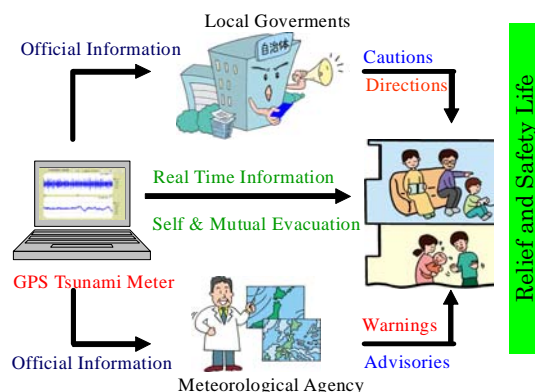 Local Goverments
Official Information
自治体
Cautions
Directions
Real Time Information
Self & Mutual Evacuation
GPS Tsunami Meter
Warnings
Official Information
Advisories
Meteorological Agency
Relief and Safety Life